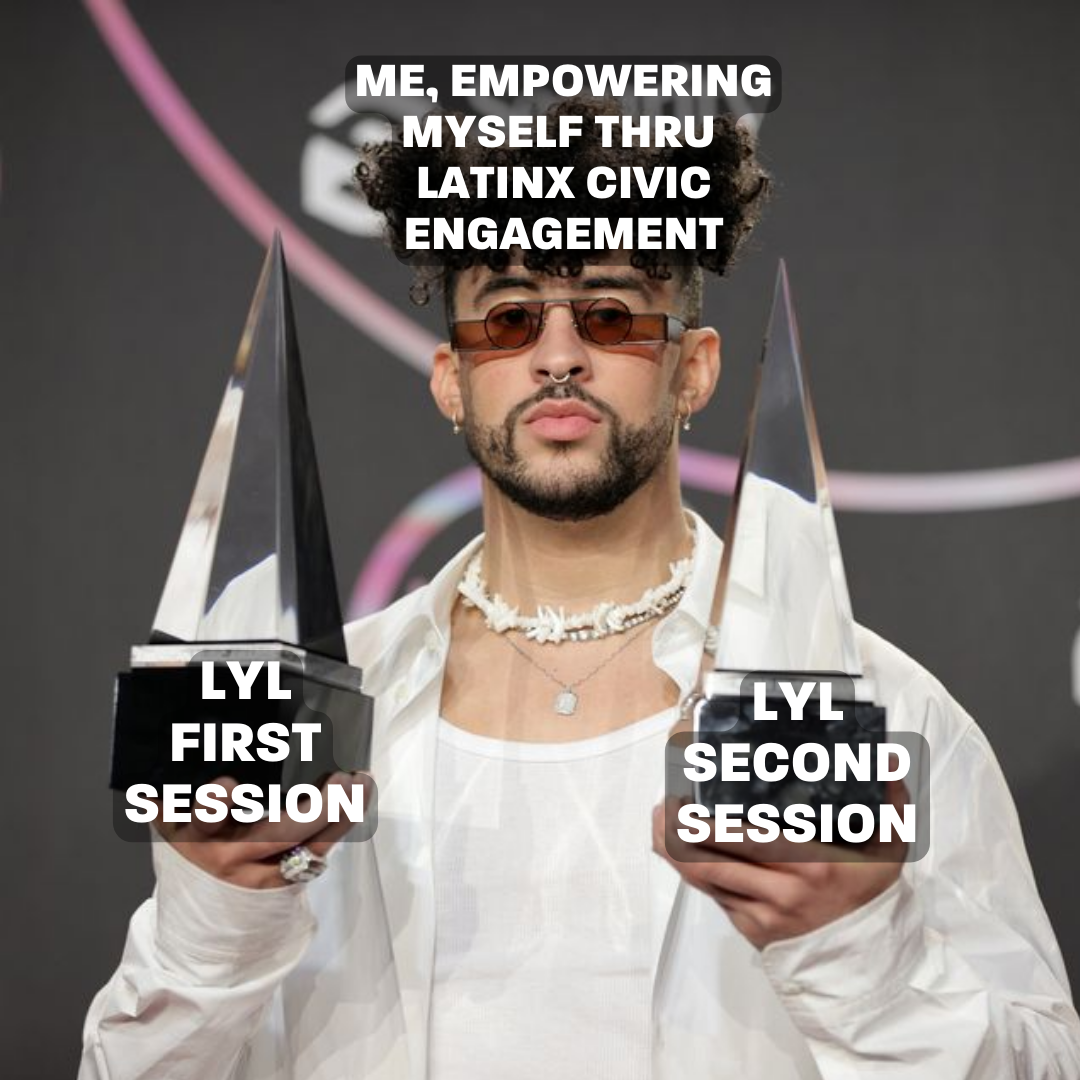 ME, EMPOWERING
MYSELF THRU
LATINX CIVIC
ENGAGEMENT
LYL
FIRST
SESSION
LYL
SECOND
SESSION